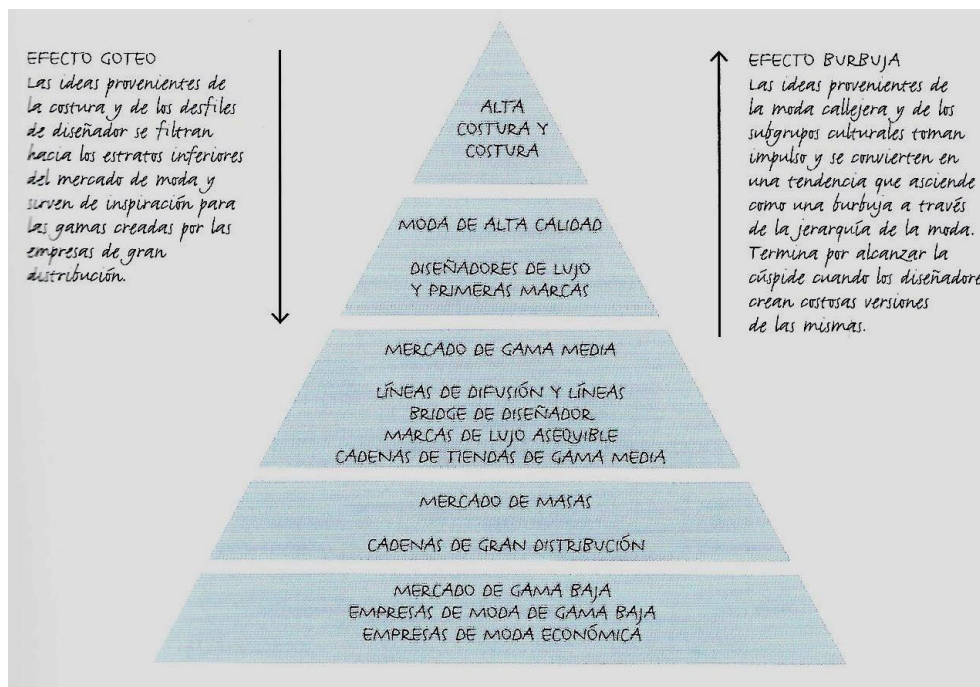 EFECTO GOTEO
Las ideas provenientes de
la costura y de los desfiles
de diseñador se filtran
hacia los estratos inferiores
del mercado de moda y
sirven de inspiración para
las gamas creadas por las
empresas de gran
distribución.
ALTA
COSTURA Y
COSTURA
MODA DE ALTA CALIDAD
DISEÑADORES DE LUJO
Y PRIMERAS MARCAS
MERCADO DE GAMA MEDIA
LÍNEAS DE DIFUSIÓN Y LÍNEAS
BRIDGE DE DISEÑADOR
MARCAS DE LUJO ASEQUIBLE
CADENAS DE TIENDAS DE GAMA MEDIA
MERCADO DE MASAS
CADENAS DE GRAN DISTRIBUCIÓN
MERCADO DE GAMA BAJA
EMPRESAS DE MODA DE GAMA BAJA
EMPRESAS DE MODA ECONÓMICA
EFECTO BURBUJA
Las ideas provenientes de
la moda callejera y de los
subgrupos culturales toman
impulso y se convierten en
una tendencia que asciende
como una burbuja a través
de la jerarquía de la moda.
Termina por alcanzar la
cúspide cuando los diseñadore
crean costosas versiones
de las mismas.